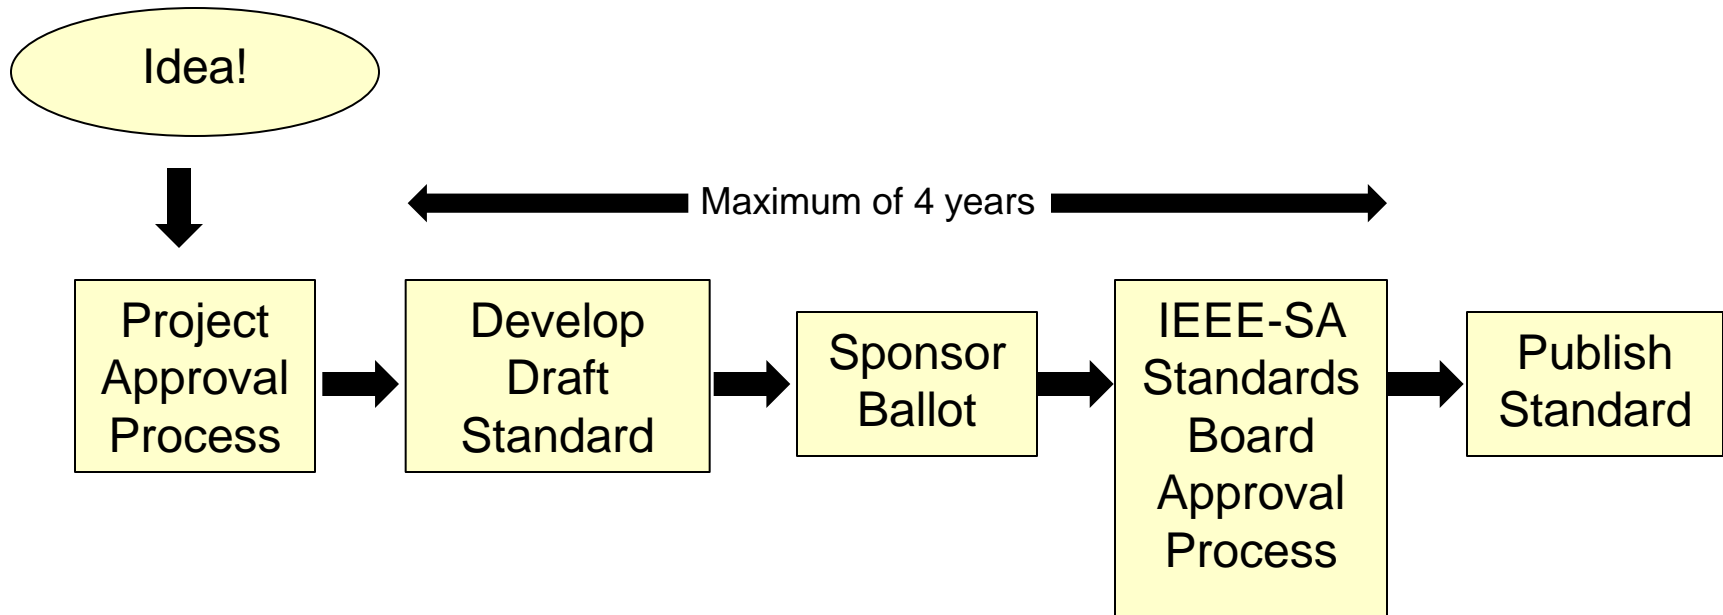 Idea!
Maximum of 4 years
Project
Approval
Process
Develop
Draft
Standard
Sponsor
Ballot
IEEE-SA
Standards
Board
Approval
Process
Publish
Standard